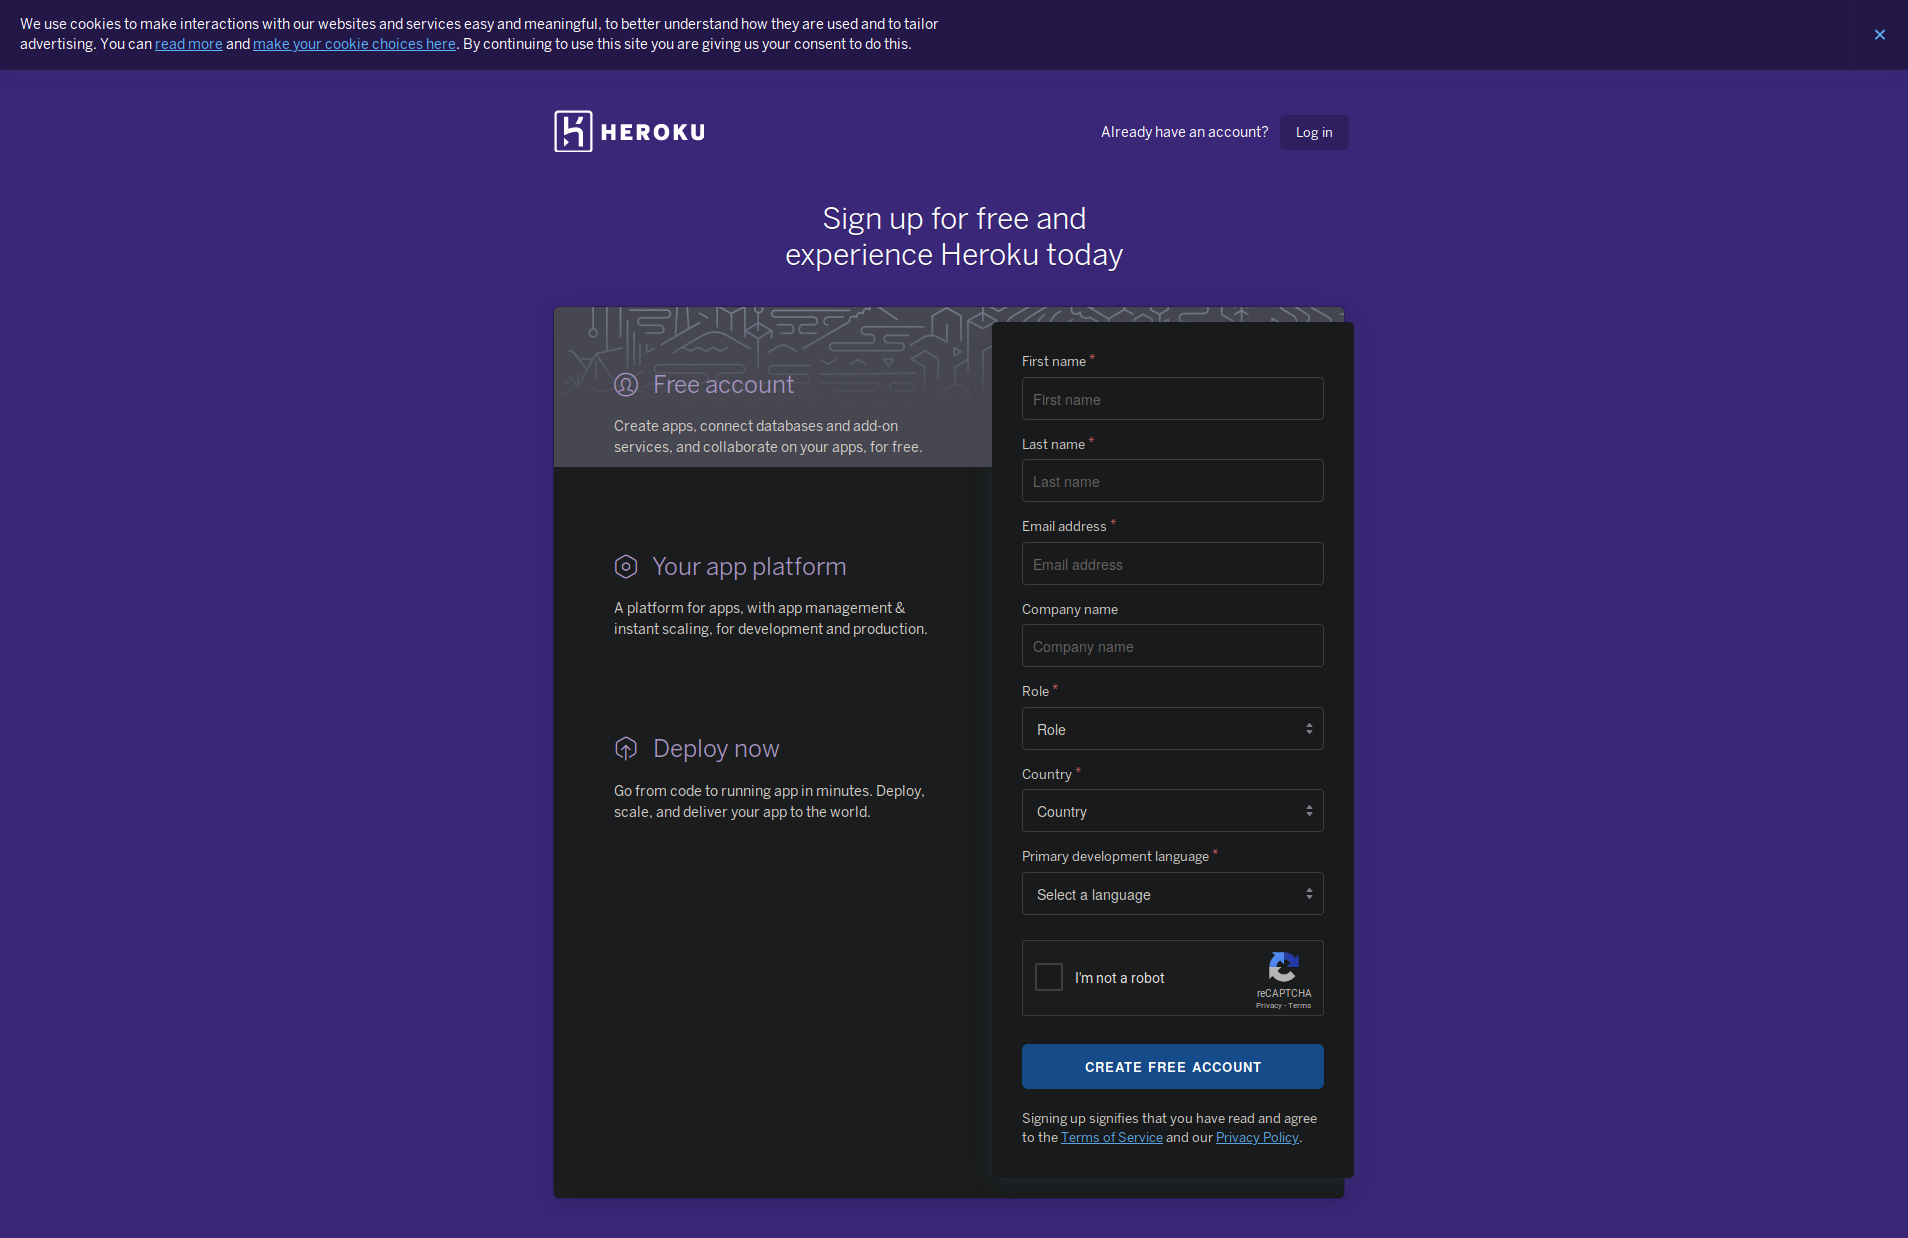 We use cookies to make interactions with our websites and services easy and meaningful, to better understand how they are used and to tailor
advertising. You can read more and make your cookie choices here. By continuing to use this site you are giving us your consent to do this.
×
HEROKU
Already have an account? Log in
Sign up for free and
experience Heroku today
Free account
Create apps, connect databases and add-on
services, and collaborate on your apps, for free.
Your app platform
A platform for apps, with app management &
instant scaling, for development and production.
Deploy now
Go from code to running app in minutes. Deploy,
scale, and deliver your app to the world.
First name *
First name
Last name *
Last name
Email address *
Email address
Company name
Company name
Role *
Role
Country *
Country
Primary development language *
Select a language
I'm not a robot
reCAPTCHA
Privacy - Terms
CREATE FREE ACCOUNT
Signing up signifies that you have read and agree
to the Terms of Service and our Privacy Policy.